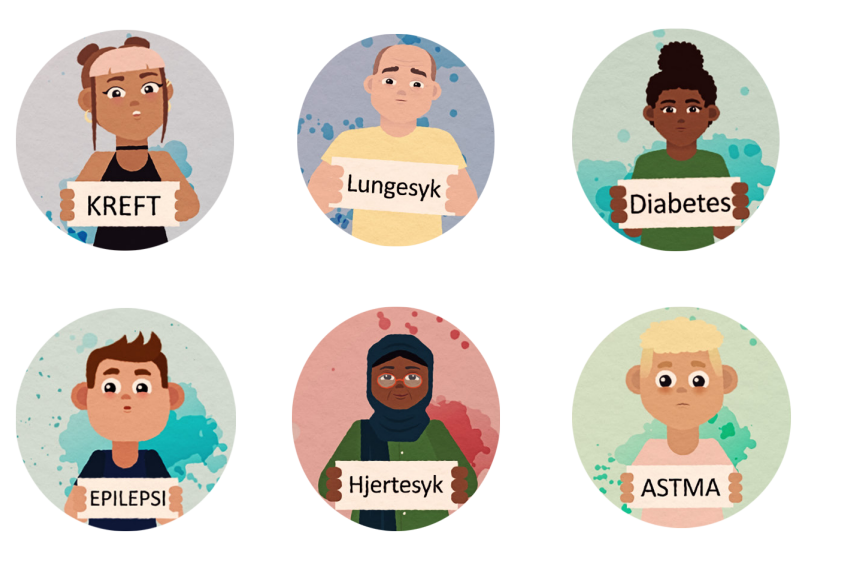 KREFT
Lungesyk
Diabetes
EPILEPSI
Hjertesyk
ASTMA